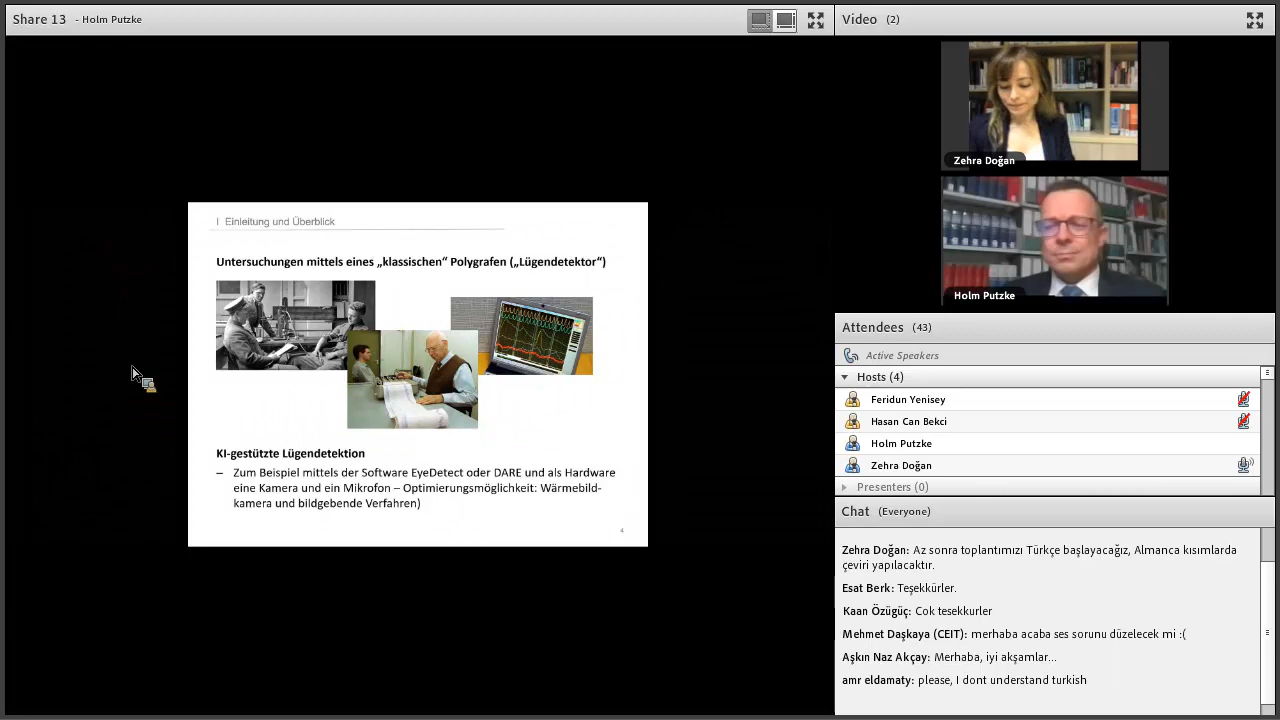 Share 13 - Holm Putzke
I Einleitung und Überblick
Untersuchungen mittels eines „klassischen“ Polygrafen („Lügendetektor“)
KI-gestützte Lügendetektion
– Zum Beispiel mittels der Software EyeDetect oder DARE und als Hardware
eine Kamera und ein Mikrofon – Optimierungsmöglichkeit: Wärmebild-
kamera und bildgebende Verfahren)
4
Video (2)
Zehra Doğan
Holm Putzke
Attendees (43)
Active Speakers
Hosts (4)
Feridun Yenisey
Hasan Can Bekci
Holm Putzke
Zehra Doğan
Presenters (0)
Chat (Everyone)
Zehra Doğan: Az sonra toplantımızı Türkçe başlayacağız, Almanca kısımlarda
çeviri yapılacaktır.
Esat Berk: Teşekkürler.
Kaan Özügüç: Cok tesekkurler
Mehmet Daşkaya (CEIT): merhaba acaba ses sorunu düzelecek mi :(
Aşkın Naz Akçay: Merhaba, iyi akşamlar...
amr eldamaty: please, I dont understand turkish